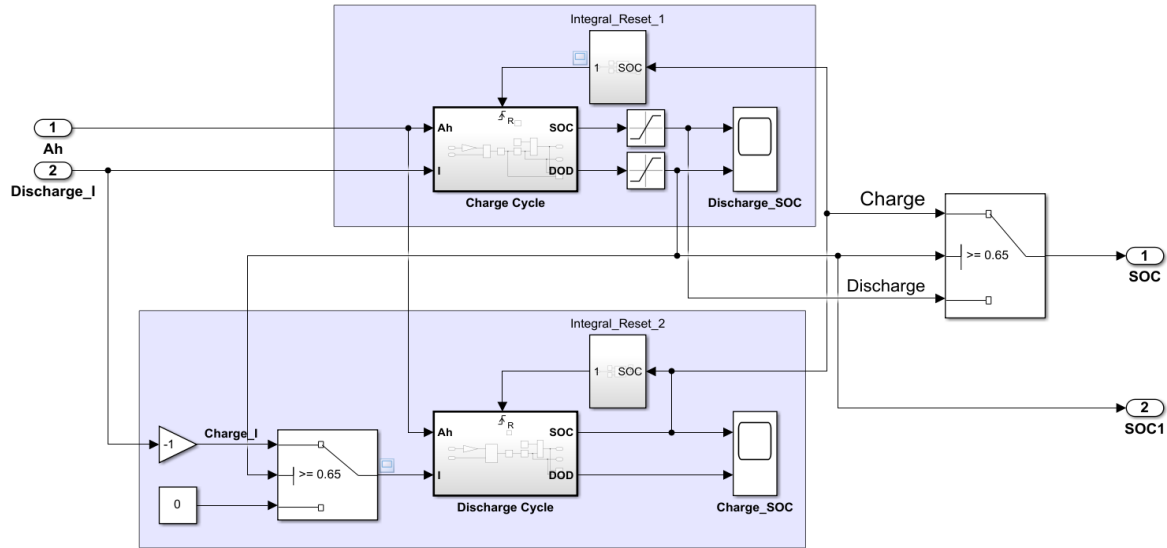 Integral_Reset_1
1 SOC
R
1
Ah
Ah SOC
2
I DOD
Discharge_I
Charge Cycle
Discharge_SOC
Charge
>= 0.65
1
SOC
Discharge
Integral_Reset_2
1 SOC
2
SOC1
R
Ah SOC
-1
Charge_I
>= 0.65
I DOD
0
Discharge Cycle
Charge_SOC